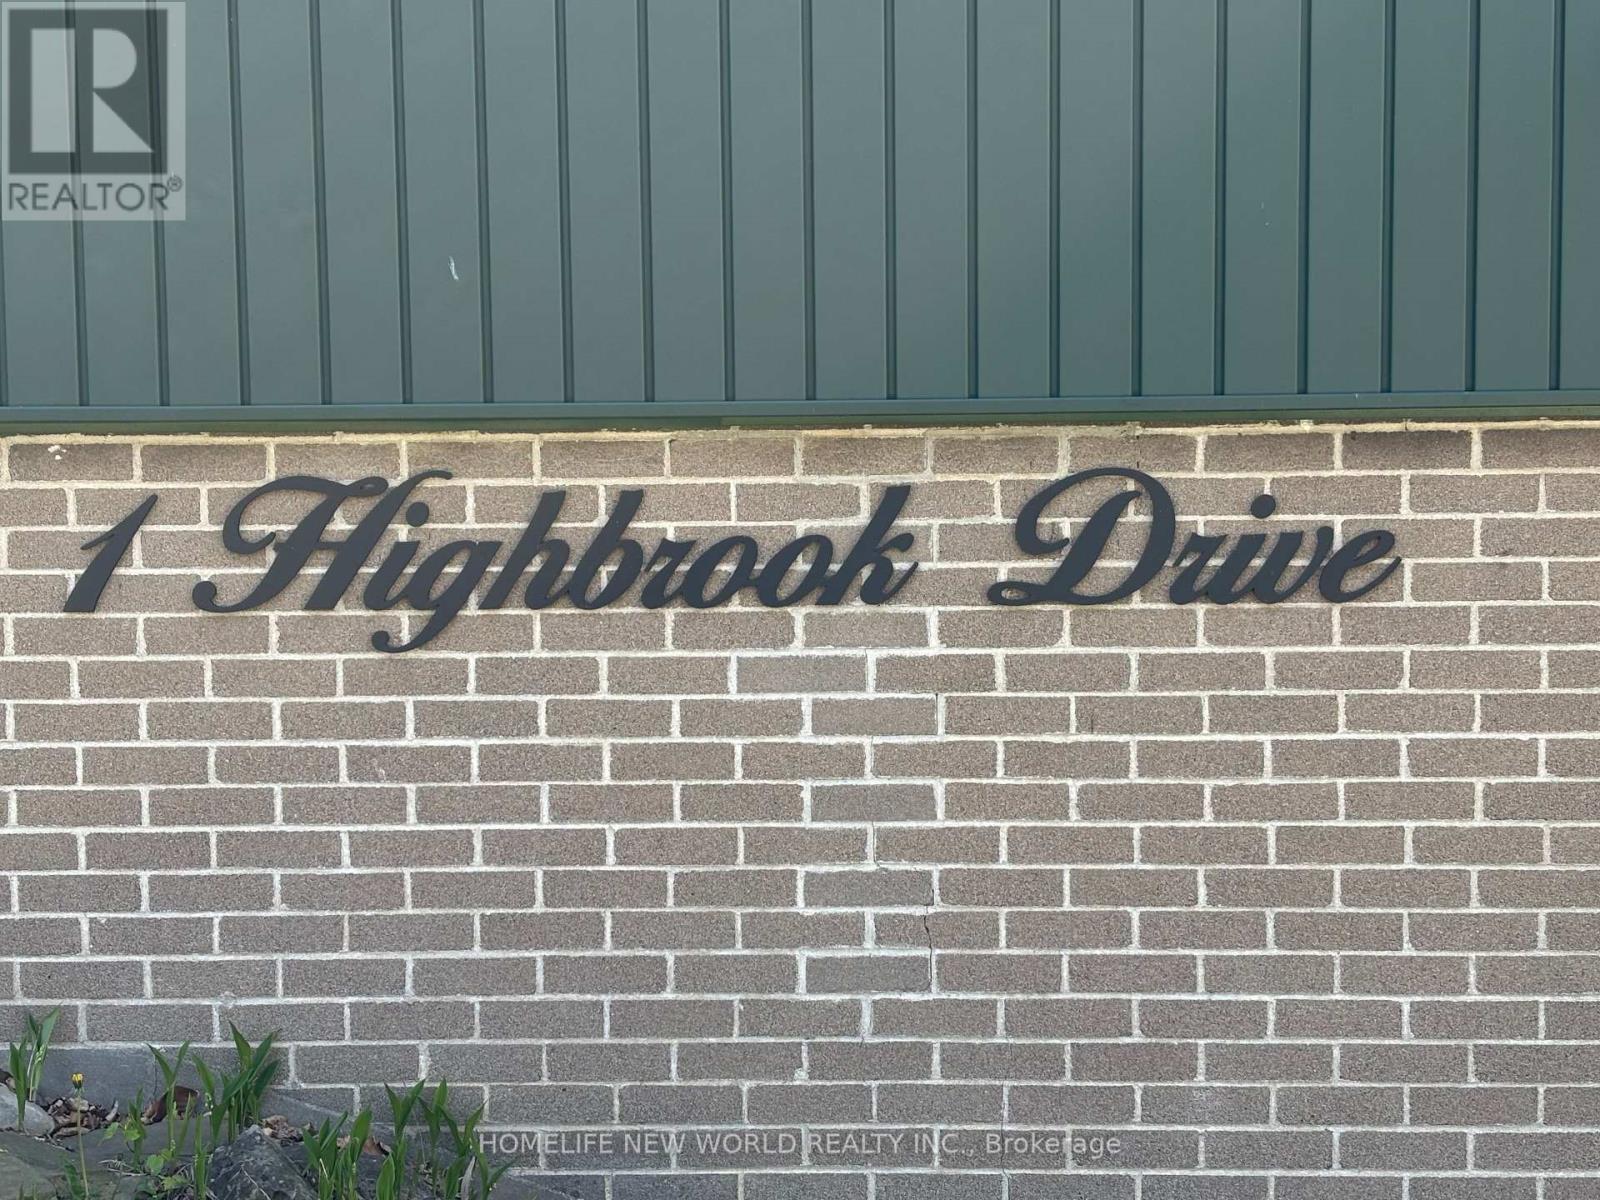 R
REALTOR®
1 Highbrook Drive
HOMELIFE NEW WORLD REALTY INC., Brokerage